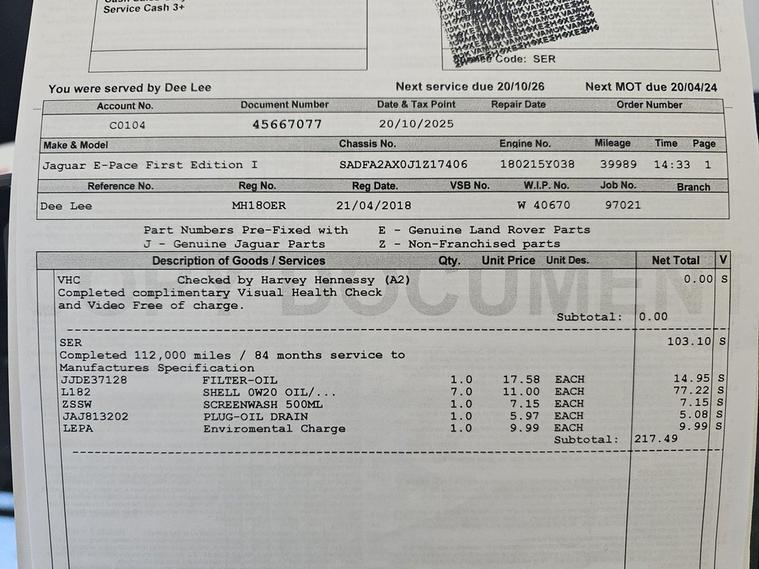 Service Cash 3+
Code: SER
You were served by Dee Lee Next service due 20/10/26 Next MOT due 20/04/24
Account No. Document Number Date & Tax Point Repair Date Order Number
C0104 45667077 20/10/2025
Make & Model Chassis No. Engine No. Mileage Time Page
Jaguar E-Pace First Edition I SADFA2AX0J1Z17406 180215Y038 39989 14:33 1
Reference No. Reg No. Reg Date. VSB No. W.I.P. No. Job No. Branch
Dee Lee MH18OER 21/04/2018 W 40670 97021
Part Numbers Pre-Fixed with E - Genuine Land Rover Parts
J - Genuine Jaguar Parts Z - Non-Franchised parts
Description of Goods / Services Qty. Unit Price Unit Des. Net Total V
VHC Checked by Harvey Hennessy (A2) 0.00 S
Completed complimentary Visual Health Check
and Video Free of charge.
Subtotal: 0.00
DOCUMEN
SER 103.10 S
Completed 112,000 miles / 84 months service to
Manufactures Specification
JJDE37128 FILTER-OIL 1.0 17.58 EACH 14.95 S
L182 SHELL 0W20 OIL/... 7.0 11.00 EACH 77.22 S
ZSSW SCREENWASH 500ML 1.0 7.15 EACH 7.15 S
JAJ813202 PLUG-OIL DRAIN 1.0 5.97 EACH 5.08 S
LEPA Enviromental Charge 1.0 9.99 EACH 9.99 S
Subtotal: 217.49